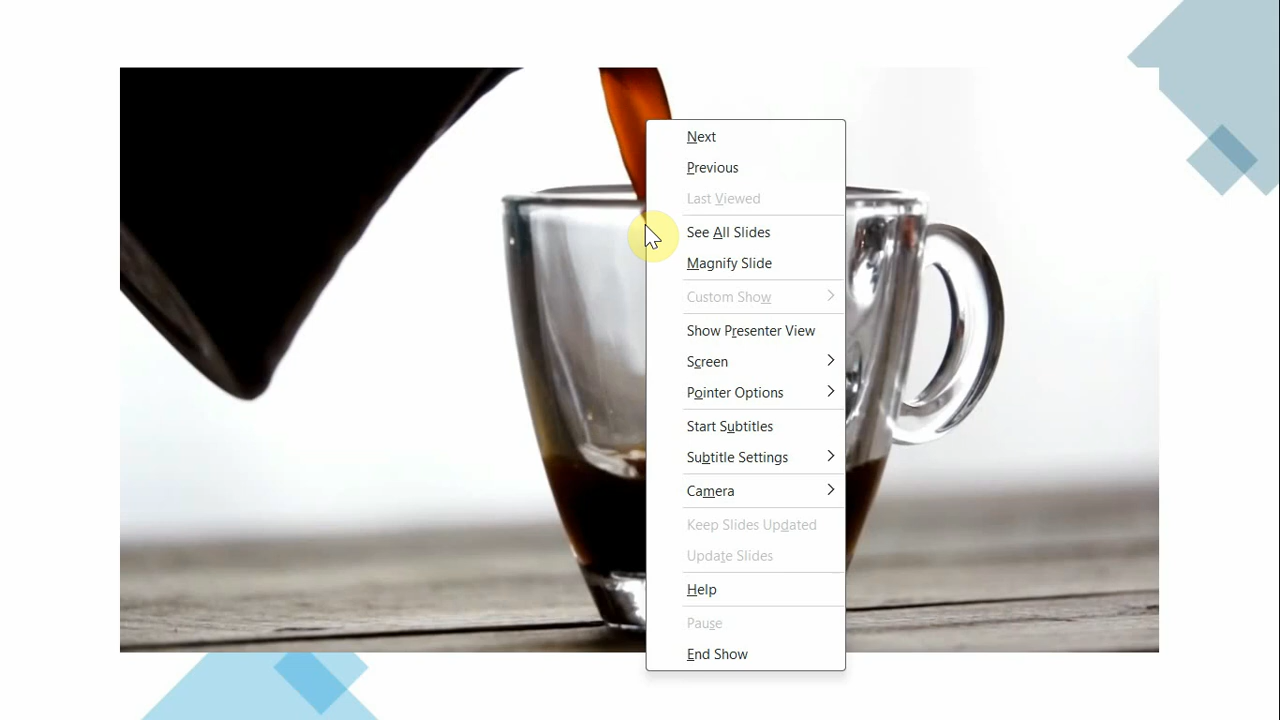 Next
Previous
Last Viewed
See All Slides
Magnify Slide
Custom Show
Show Presenter View
Screen
Pointer Options
Start Subtitles
Subtitle Settings
Camera
Keep Slides Updated
Update Slides
Help
Pause
End Show